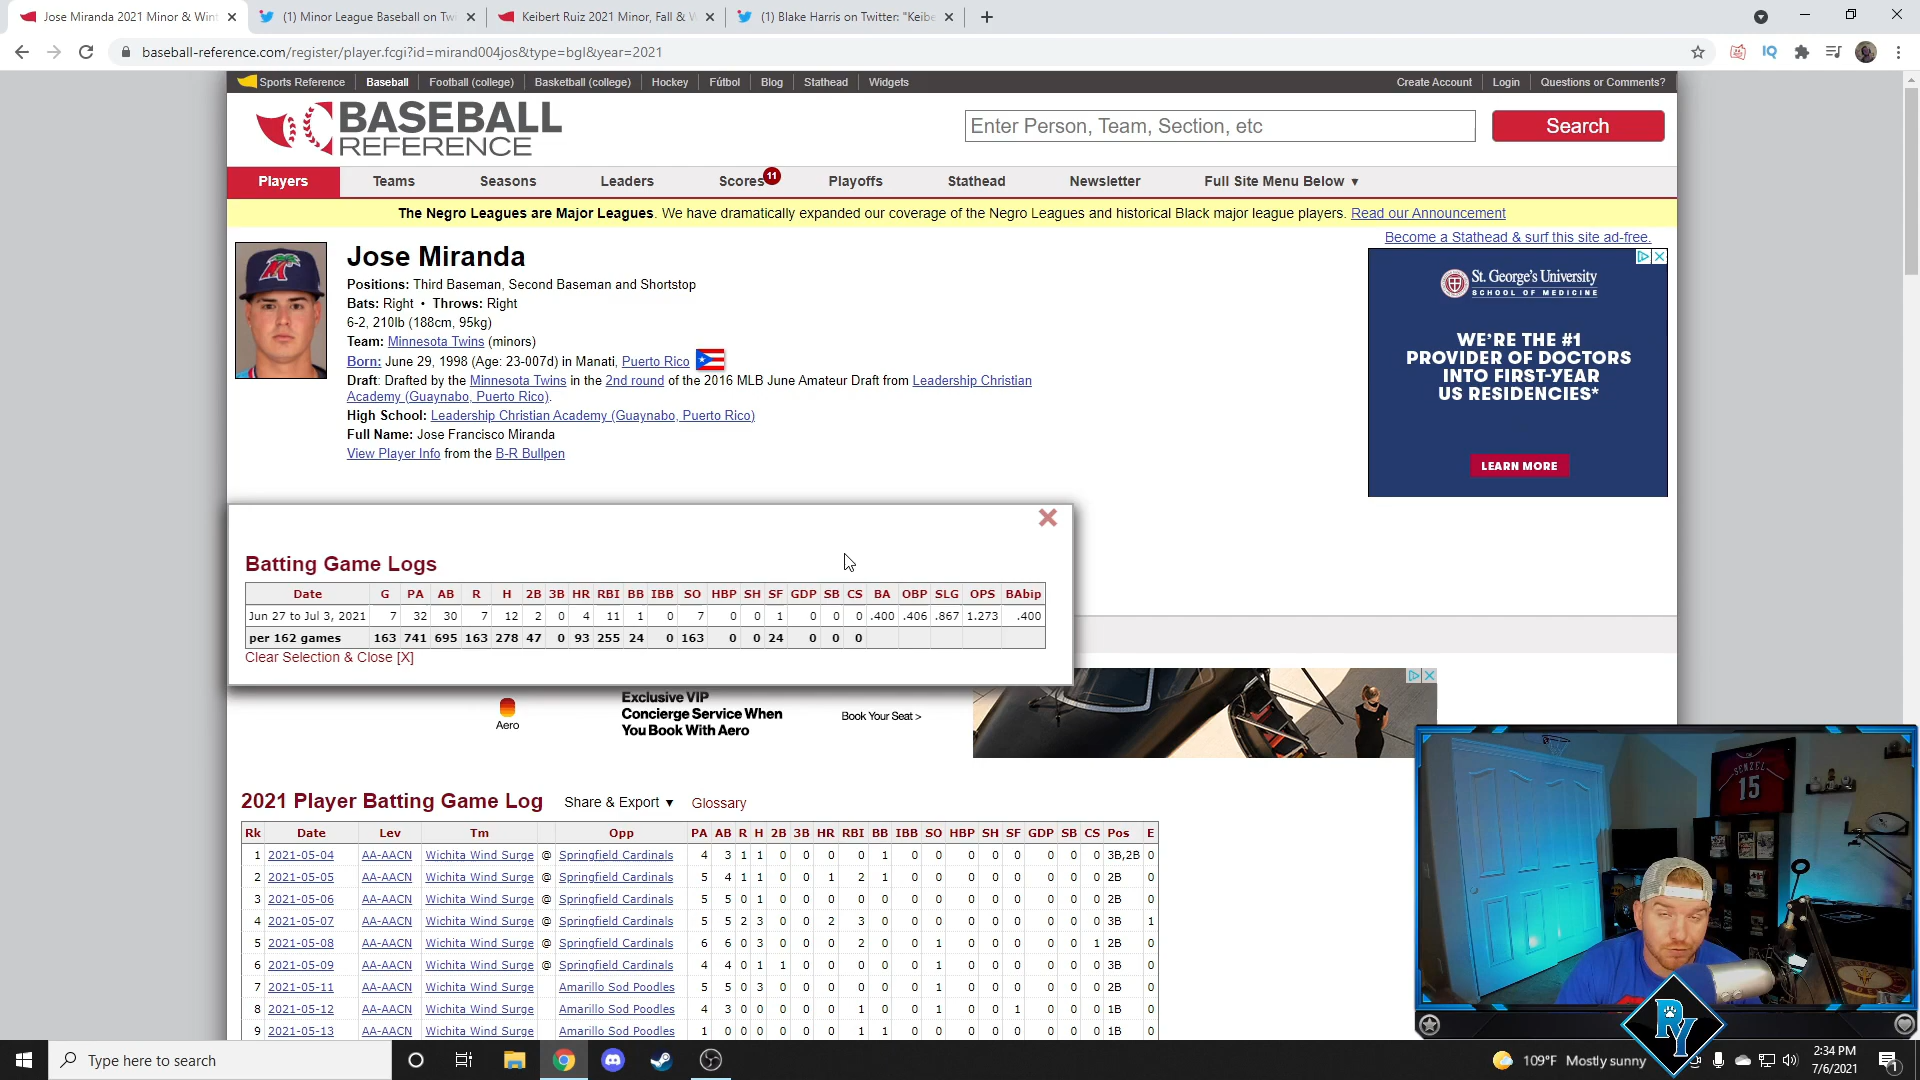 Jose Miranda 2021 Minor & Wint
(1) Minor League Baseball on Twi
Keibert Ruiz 2021 Minor, Fall & W
(1) Blake Harris on Twitter: "Keibe
baseball-reference.com/register/player.fcgi?id=mirand004jos&type=bgl&year=2021
Sports Reference Baseball Football (college) Basketball (college) Hockey Fútbol Blog Stathead Widgets Create Account Login Questions or Comments?
BASEBALL
REFERENCE
Enter Person, Team, Section, etc
Search
Players Teams Seasons Leaders Scores 11 Playoffs Stathead Newsletter Full Site Menu Below ▼
The Negro Leagues are Major Leagues. We have dramatically expanded our coverage of the Negro Leagues and historical Black major league players. Read our Announcement
Become a Stathead & surf this site ad-free.
Jose Miranda
Positions: Third Baseman, Second Baseman and Shortstop
Bats: Right • Throws: Right
6-2, 210lb (188cm, 95kg)
Team: Minnesota Twins (minors)
Born: June 29, 1998 (Age: 23-007d) in Manati, Puerto Rico
Draft: Drafted by the Minnesota Twins in the 2nd round of the 2016 MLB June Amateur Draft from Leadership Christian
Academy (Guaynabo, Puerto Rico).
High School: Leadership Christian Academy (Guaynabo, Puerto Rico)
Full Name: Jose Francisco Miranda
View Player Info from the B-R Bullpen
St. George's University
SCHOOL OF MEDICINE
WE'RE THE #1
PROVIDER OF DOCTORS
INTO FIRST-YEAR
US RESIDENCIES*
LEARN MORE
Batting Game Logs
Date G PA AB R H 2B 3B HR RBI BB IBB SO HBP SH SF GDP SB CS BA OBP SLG OPS BAbip
Jun 27 to Jul 3, 2021 7 32 30 7 12 2 0 4 11 1 0 7 0 0 1 0 0 0 .400 .406 .867 1.273 .400
per 162 games 163 741 695 163 278 47 0 93 255 24 0 163 0 0 24 0 0 0
Clear Selection & Close [X]
Aero
Exclusive VIP
Concierge Service When
You Book With Aero
Book Your Seat >
2021 Player Batting Game Log Share & Export ▼ Glossary
Rk Date Lev Tm Opp PA AB R H 2B 3B HR RBI BB IBB SO HBP SH SF GDP SB CS Pos E
1 2021-05-04 AA-AACN Wichita Wind Surge @ Springfield Cardinals 4 3 1 1 0 0 0 0 1 0 0 0 0 0 0 0 0 3B,2B 0
2 2021-05-05 AA-AACN Wichita Wind Surge @ Springfield Cardinals 5 4 1 1 0 0 1 2 1 0 0 0 0 0 0 0 0 2B 0
3 2021-05-06 AA-AACN Wichita Wind Surge @ Springfield Cardinals 5 5 0 1 0 0 0 0 0 0 0 0 0 0 0 0 0 2B 0
4 2021-05-07 AA-AACN Wichita Wind Surge @ Springfield Cardinals 5 5 2 3 0 0 2 3 0 0 0 0 0 0 0 0 0 3B 1
5 2021-05-08 AA-AACN Wichita Wind Surge @ Springfield Cardinals 6 6 0 3 0 0 0 2 0 0 1 0 0 0 0 0 1 2B 0
6 2021-05-09 AA-AACN Wichita Wind Surge @ Springfield Cardinals 4 4 0 1 1 0 0 0 0 0 1 0 0 0 0 0 0 3B 0
7 2021-05-11 AA-AACN Wichita Wind Surge Amarillo Sod Poodles 5 5 0 3 0 0 0 0 0 0 1 0 0 0 0 0 0 2B 0
8 2021-05-12 AA-AACN Wichita Wind Surge Amarillo Sod Poodles 4 3 0 0 0 0 0 1 0 0 1 0 0 1 0 0 0 1B 0
9 2021-05-13 AA-AACN Wichita Wind Surge Amarillo Sod Poodles 1 0 0 0 0 0 0 1 1 0 0 0 0 0 0 0 0 1B 0
SENZEL
15
RY
Type here to search
109°F Mostly sunny
2:34 PM
7/6/2021
1